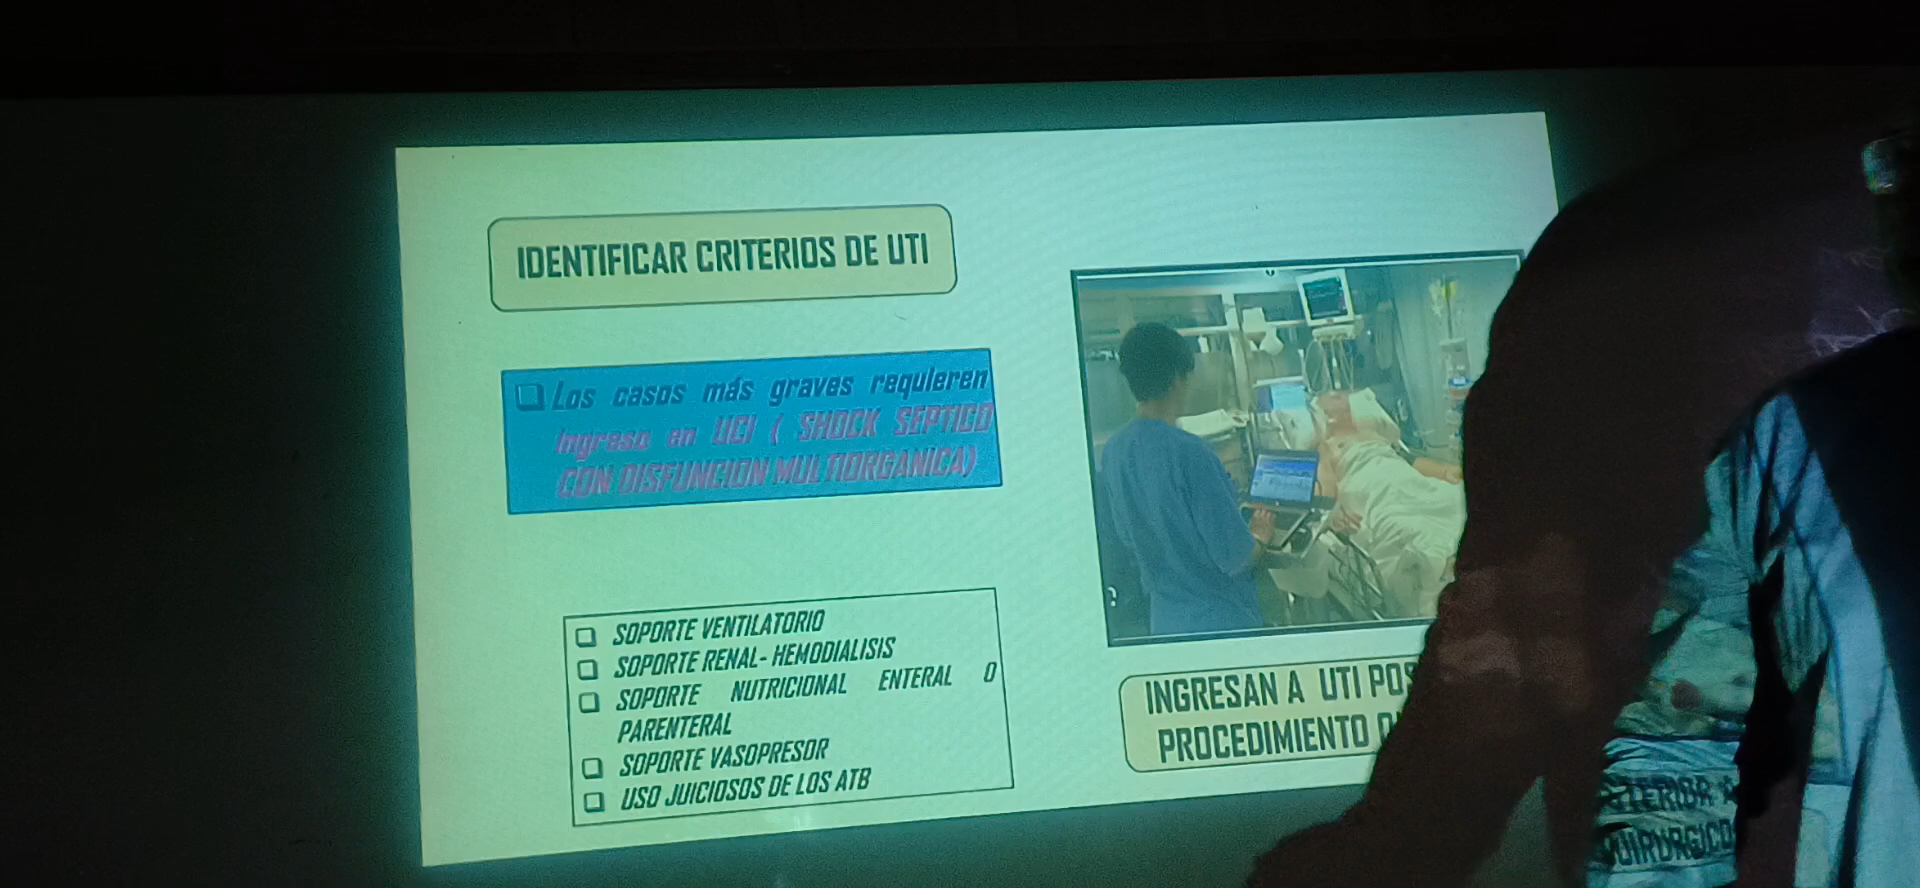 IDENTIFICAR CRITERIOS DE UTI
Los casos más graves requieren
ingreso en UCI ( SHOCK SEPTICO
CON DISFUNCION MULTIORGANICA)
SOPORTE VENTILATORIO
SOPORTE RENAL- HEMODIALISIS
SOPORTE NUTRICIONAL ENTERAL O
PARENTERAL
SOPORTE VASOPRESOR
USO JUICIOSOS DE LOS ATB
INGRESAN A UTI
PROCEDIMIENTO